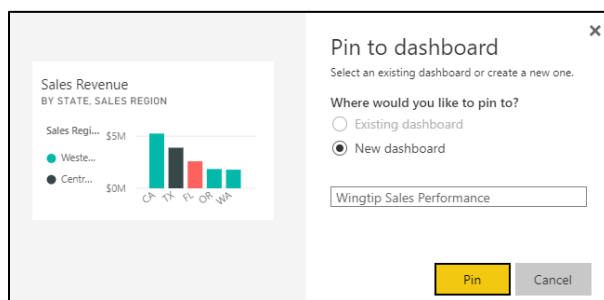 Pin to dashboard
Select an existing dashboard or create a new one.
Where would you like to pin to?
Existing dashboard
New dashboard
Wingtip Sales Performance
Pin
Cancel
Sales Revenue
BY STATE, SALES REGION
Sales Regi...
Weste...
Centr...
$5M
$0M
CA
TX
FL
OR
WA